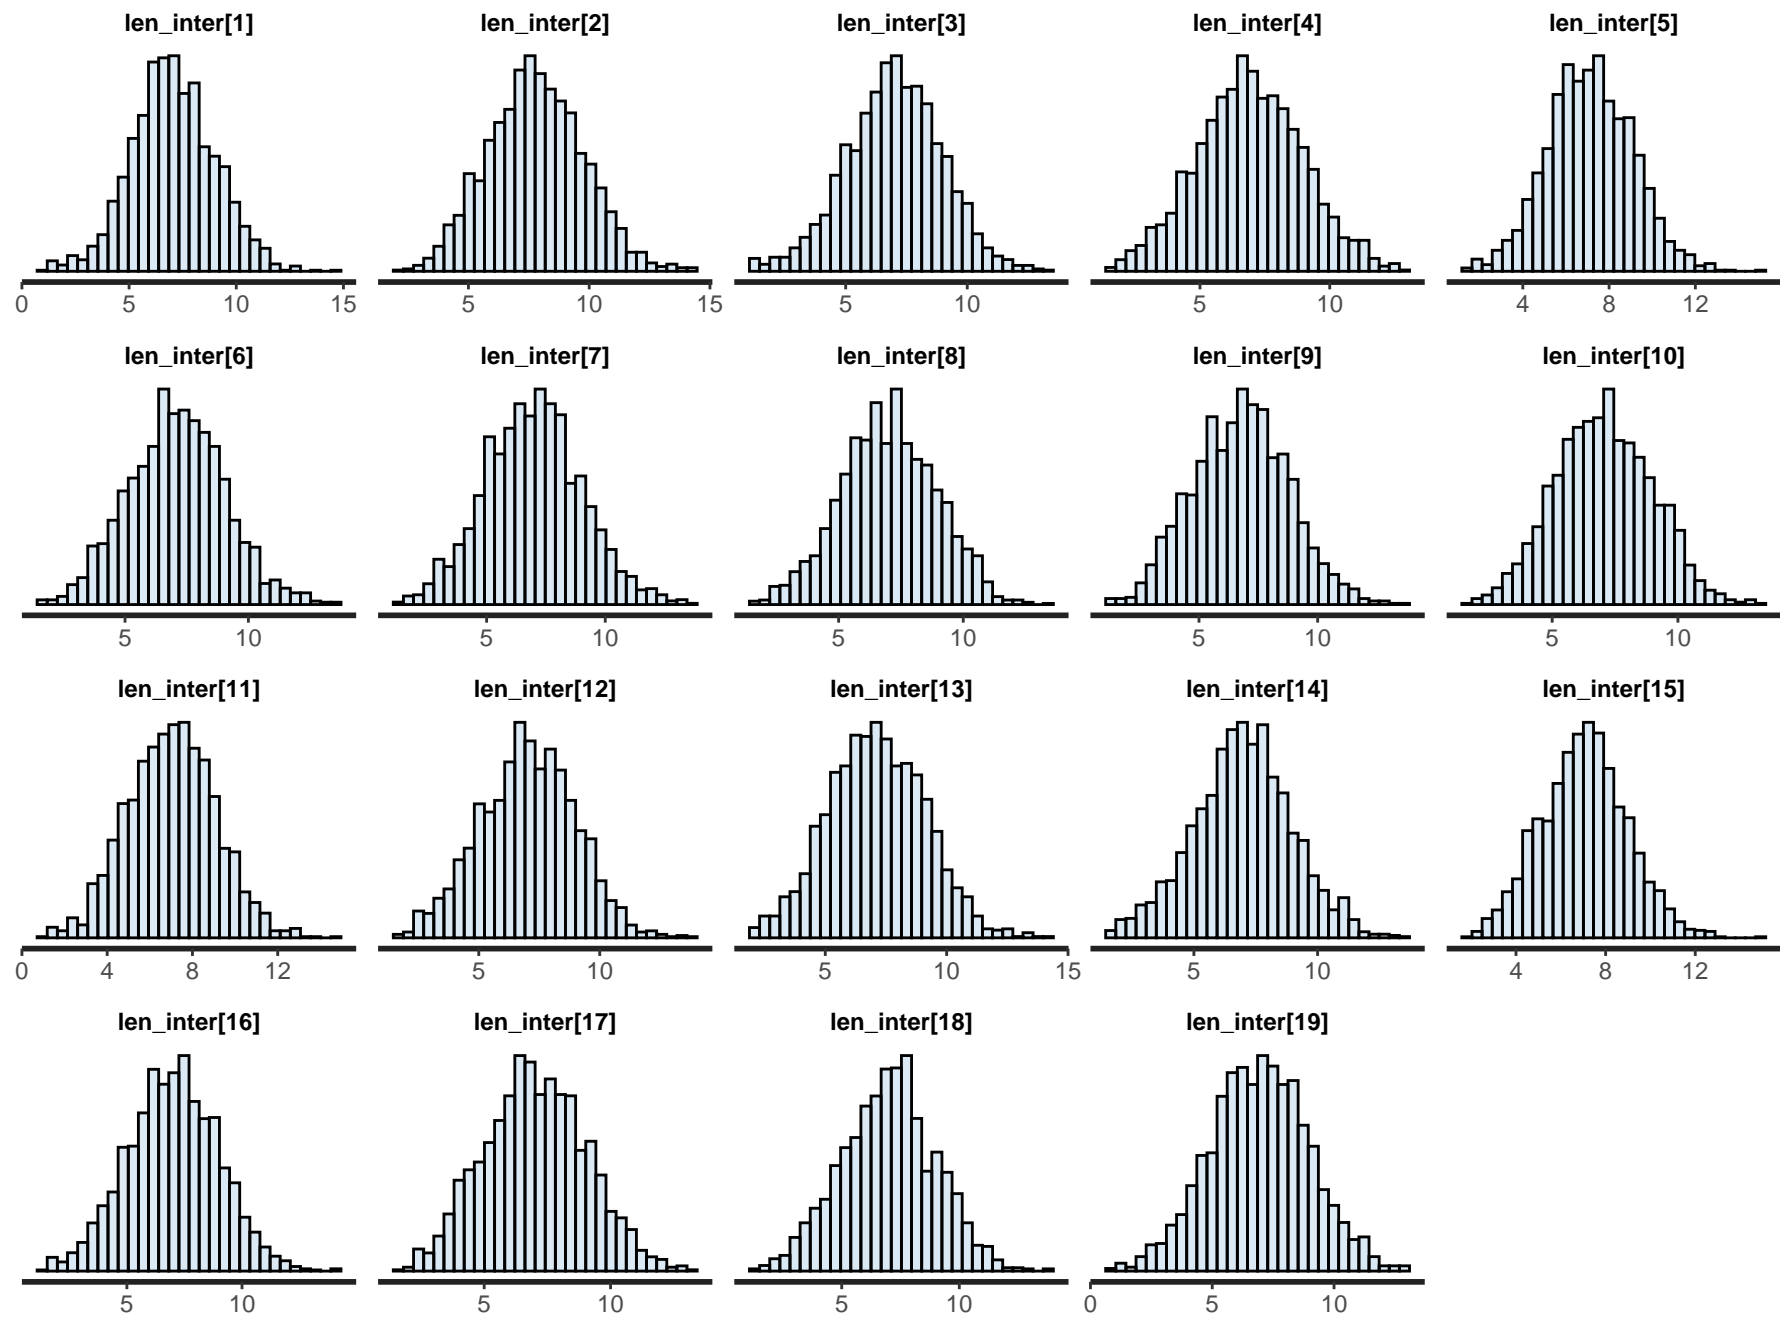 len_inter[1] len_inter[2] len_inter[3] len_inter[4] len_inter[5]
0 5 10 15 5 10 15 5 10 5 10 4 8 12
len_inter[6] len_inter[7] len_inter[8] len_inter[9] len_inter[10]
5 10 5 10 5 10 5 10 5 10
len_inter[11] len_inter[12] len_inter[13] len_inter[14] len_inter[15]
0 4 8 12 5 10 5 10 15 5 10 4 8 12
len_inter[16] len_inter[17] len_inter[18] len_inter[19]
5 10 5 10 5 10 0 5 10